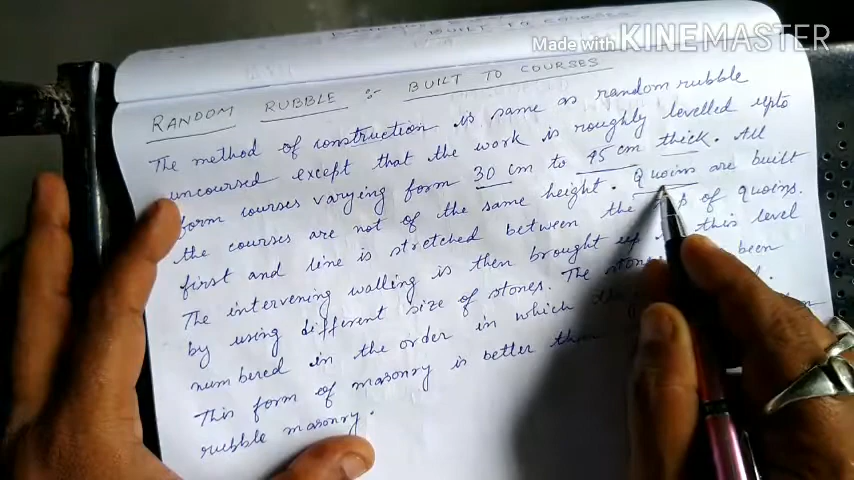 Made with KINEMASTER
BUILT TO COURSES
RANDOM RUBBLE :- BUILT TO COURSES
The method of construction is same as random rubble
uncoursed except that the work is roughly levelled upto
form courses varying form 30 cm to 45 cm thick. All
the courses are not of the same height. Quoins are built
first and line is stretched between the of quoins.
The intervening walling is then brought up this level
by using different size of stones. The been
numbered in the order in which
This form of masonry is better than
rubble masonry.